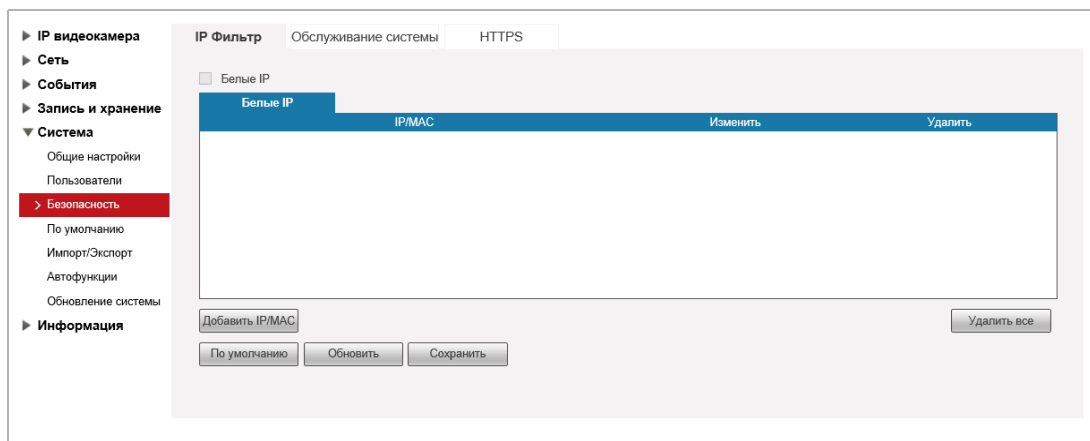 IP видеокамера
Сеть
События
Запись и хранение
Система
Общие настройки
Пользователи
Безопасность
По умолчанию
Импорт/Экспорт
Автофункции
Обновление системы
Информация
IP Фильтр Обслуживание системы HTTPS
Белые IP
Белые IP
IP/MAC Изменить Удалить
Добавить IP/MAC Удалить все
По умолчанию Обновить Сохранить